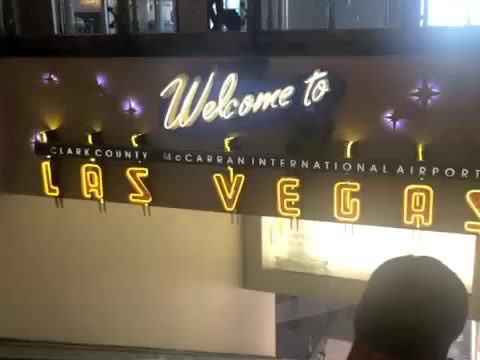 Welcome to
CLARK COUNTY McCARRAN INTERNATIONAL AIRPORT
LAS VEGAS